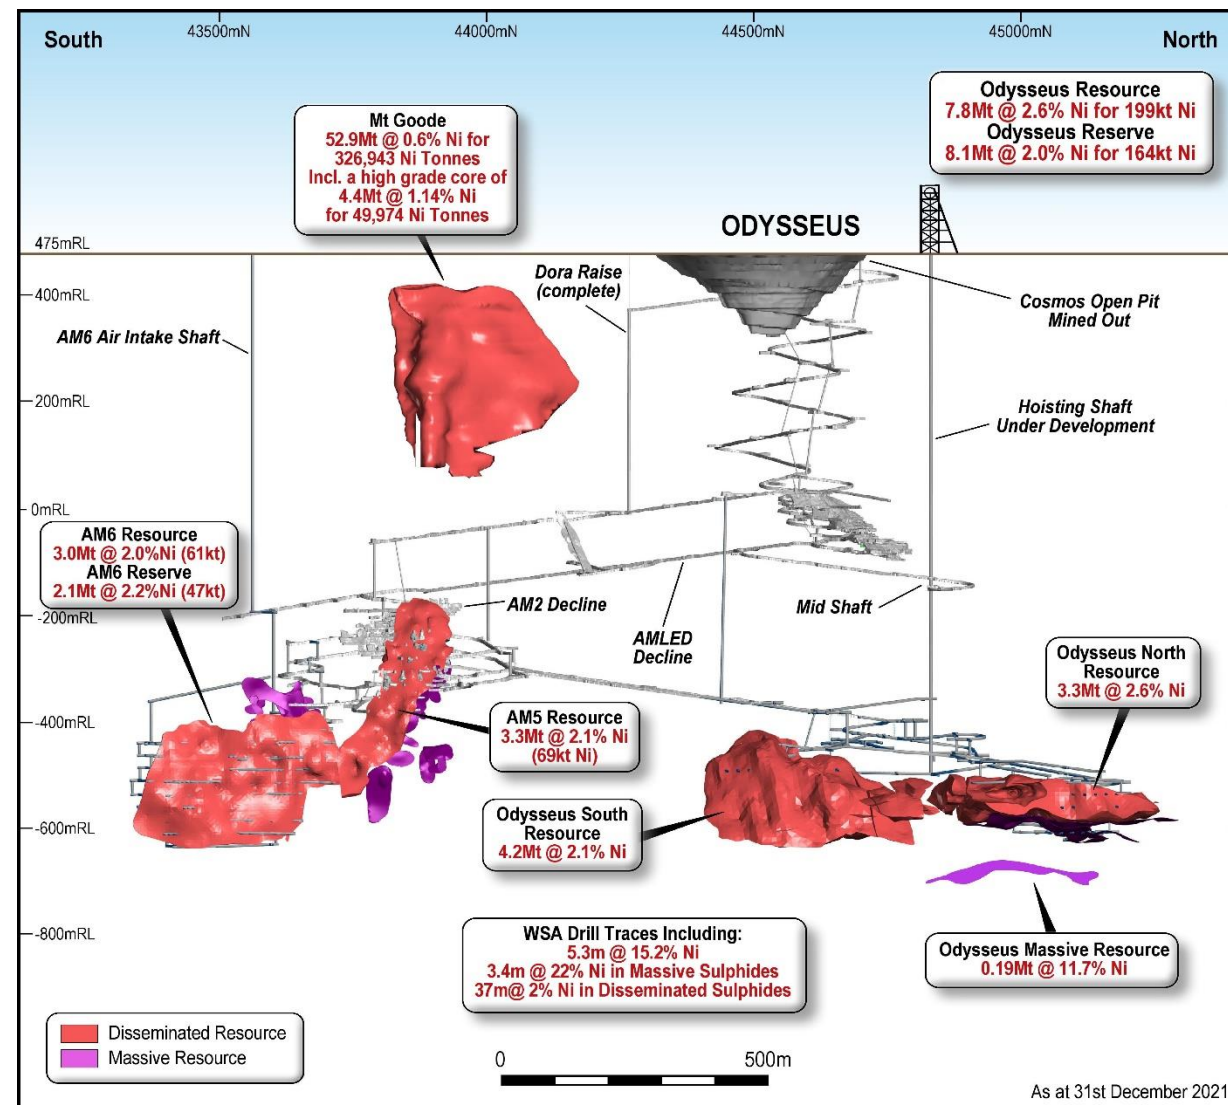 South
43500mN
44000mN
44500mN
45000mN
North
Odysseus Resource
7.8Mt @ 2.6% Ni for 199kt Ni
Odysseus Reserve
8.1Mt @ 2.0% Ni for 164kt Ni
Mt Goode
52.9Mt @ 0.6% Ni for
326,943 Ni Tonnes
Incl. a high grade core of
4.4Mt @ 1.14% Ni
for 49,974 Ni Tonnes
ODYSSEUS
475mRL
400mRL
200mRL
0mRL
-200mRL
-400mRL
-600mRL
-800mRL
Dora Raise
(complete)
Cosmos Open Pit
Mined Out
AM6 Air Intake Shaft
Hoisting Shaft
Under Development
AM6 Resource
3.0Mt @ 2.0%Ni (61kt)
AM6 Reserve
2.1Mt @ 2.2%Ni (47kt)
AM2 Decline
AMLED
Decline
Mid Shaft
Odysseus North
Resource
3.3Mt @ 2.6% Ni
AM5 Resource
3.3Mt @ 2.1% Ni
(69kt Ni)
Odysseus South
Resource
4.2Mt @ 2.1% Ni
WSA Drill Traces Including:
5.3m @ 15.2% Ni
3.4m @ 22% Ni in Massive Sulphides
37m@ 2% Ni in Disseminated Sulphides
Odysseus Massive Resource
0.19Mt @ 11.7% Ni
Disseminated Resource
Massive Resource
0
500m
As at 31st December 2021